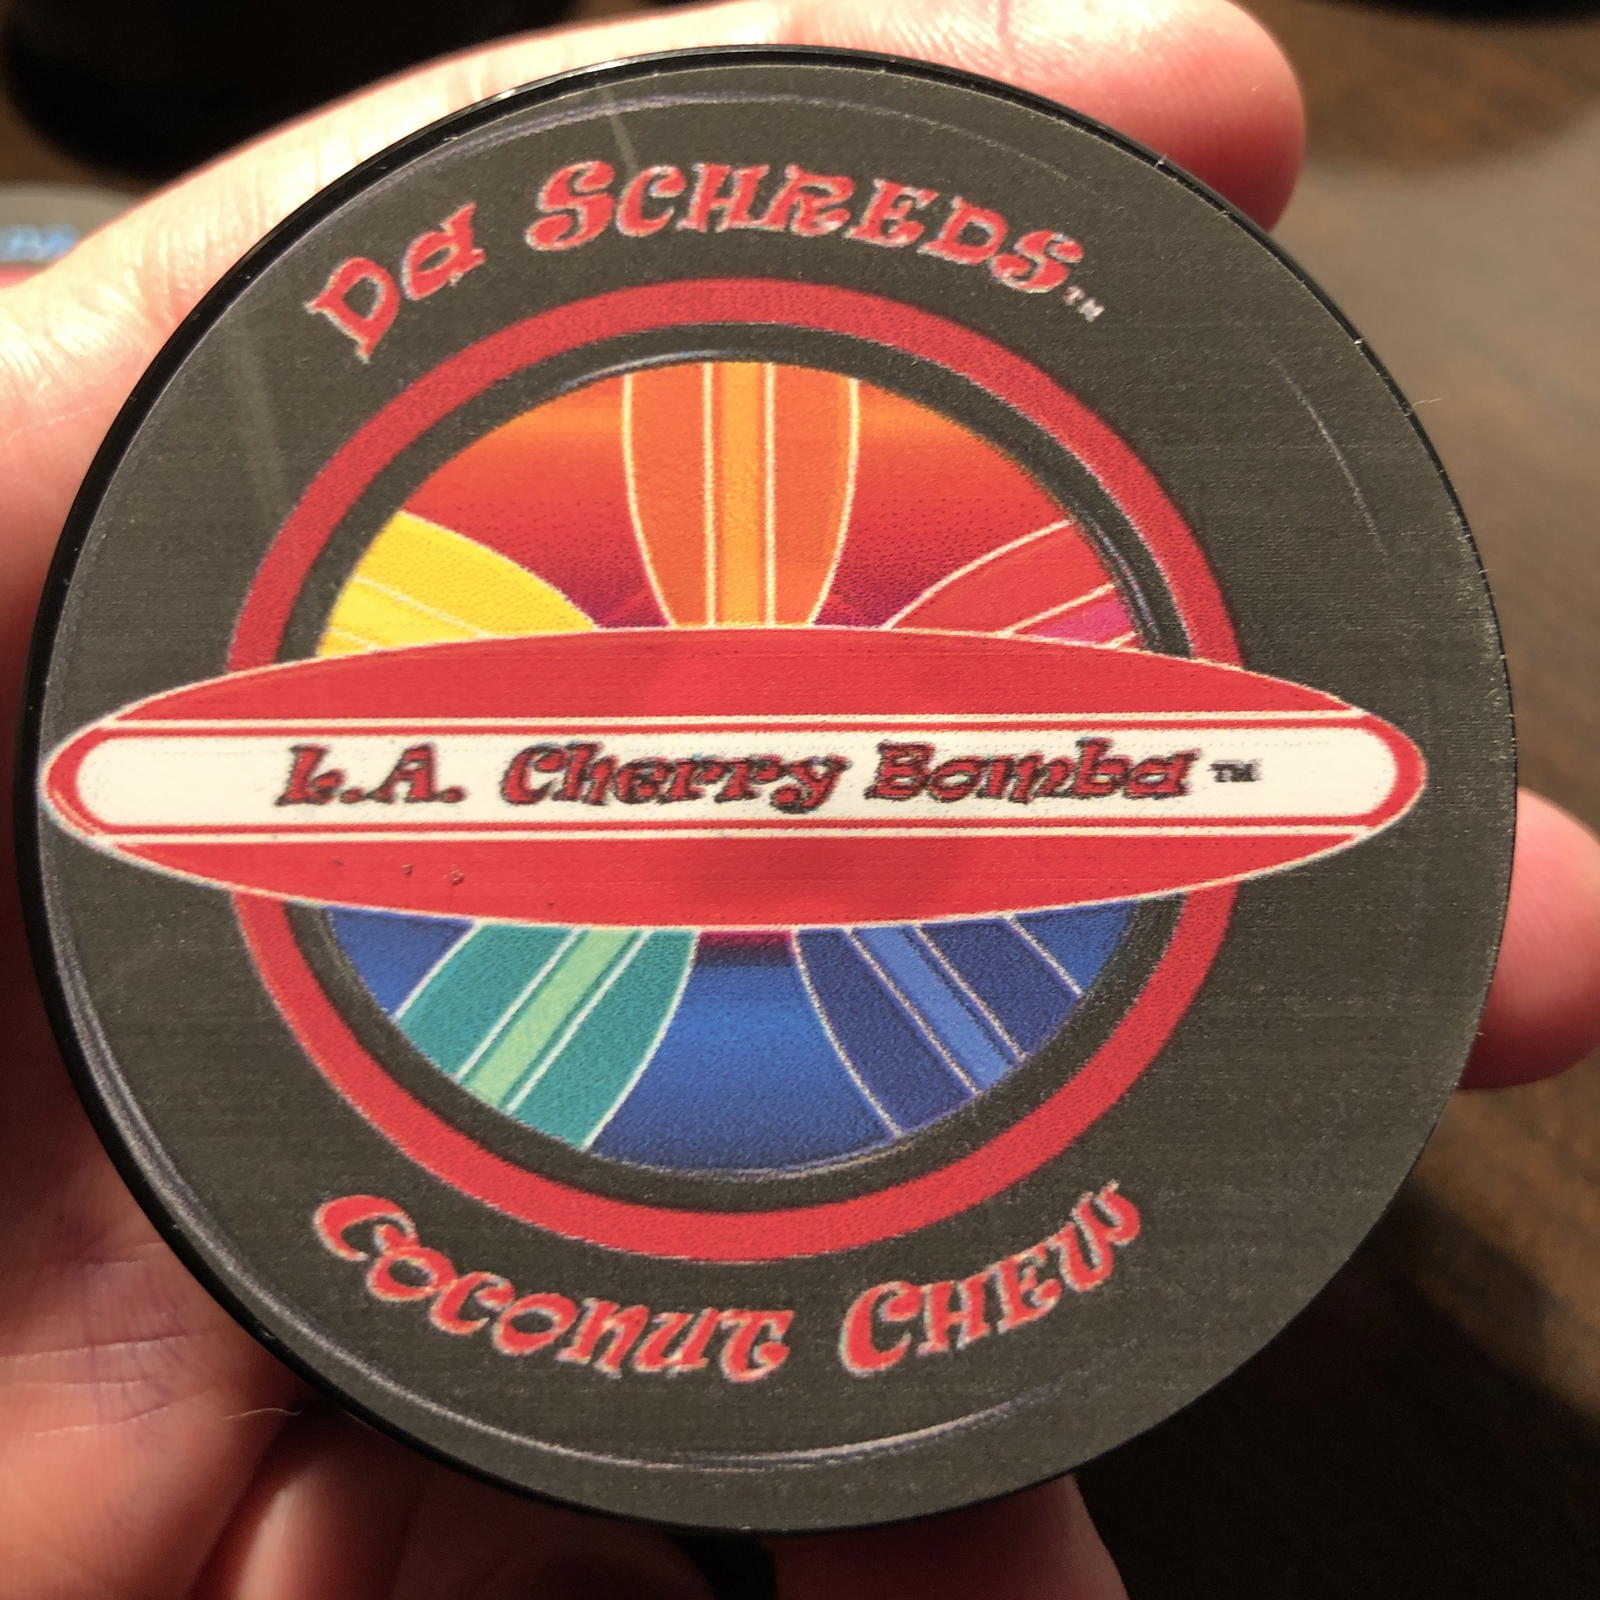 Da SCHREDS™
L.A. Cherry Bomba™
COCONUT CHEW